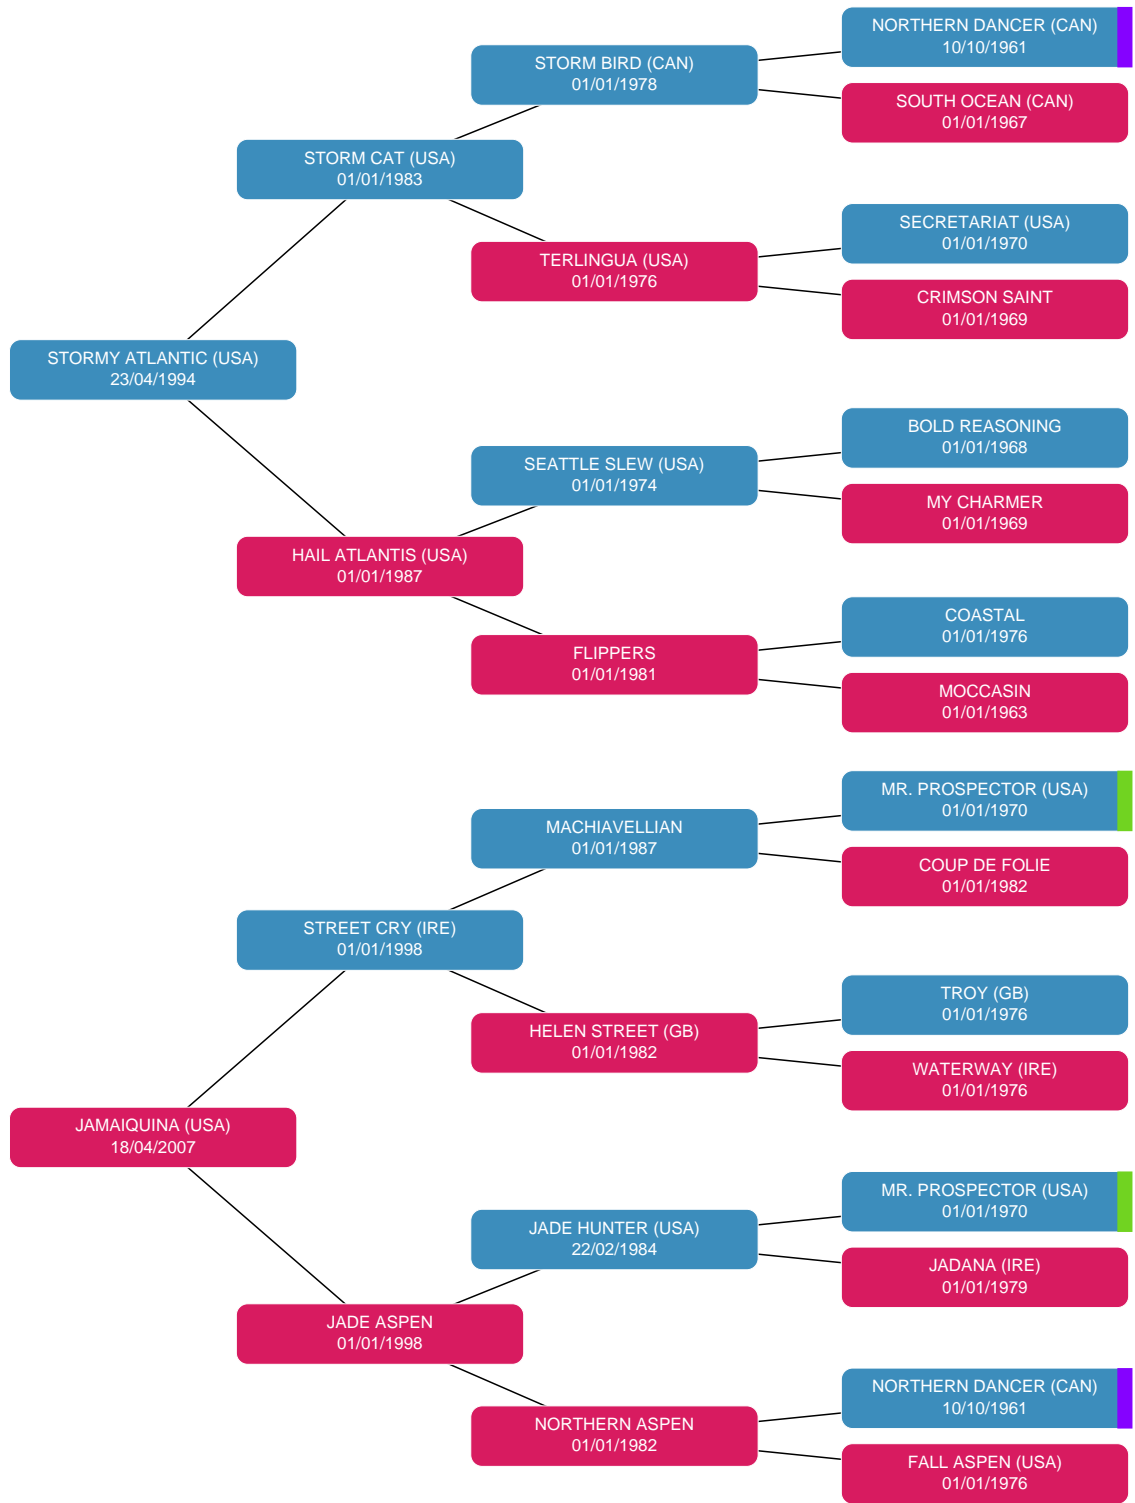 NORTHERN DANCER (CAN)
10/10/1961
STORM BIRD (CAN)
01/01/1978
SOUTH OCEAN (CAN)
01/01/1967
STORM CAT (USA)
01/01/1983
SECRETARIAT (USA)
01/01/1970
TERLINGUA (USA)
01/01/1976
CRIMSON SAINT
01/01/1969
STORMY ATLANTIC (USA)
23/04/1994
BOLD REASONING
01/01/1968
SEATTLE SLEW (USA)
01/01/1974
MY CHARMER
01/01/1969
HAIL ATLANTIS (USA)
01/01/1987
COASTAL
01/01/1976
FLIPPERS
01/01/1981
MOCCASIN
01/01/1963
MR. PROSPECTOR (USA)
01/01/1970
MACHIAVELLIAN
01/01/1987
COUP DE FOLIE
01/01/1982
STREET CRY (IRE)
01/01/1998
TROY (GB)
01/01/1976
HELEN STREET (GB)
01/01/1982
WATERWAY (IRE)
01/01/1976
JAMAIQUINA (USA)
18/04/2007
MR. PROSPECTOR (USA)
01/01/1970
JADE HUNTER (USA)
22/02/1984
JADANA (IRE)
01/01/1979
JADE ASPEN
01/01/1998
NORTHERN DANCER (CAN)
10/10/1961
NORTHERN ASPEN
01/01/1982
FALL ASPEN (USA)
01/01/1976